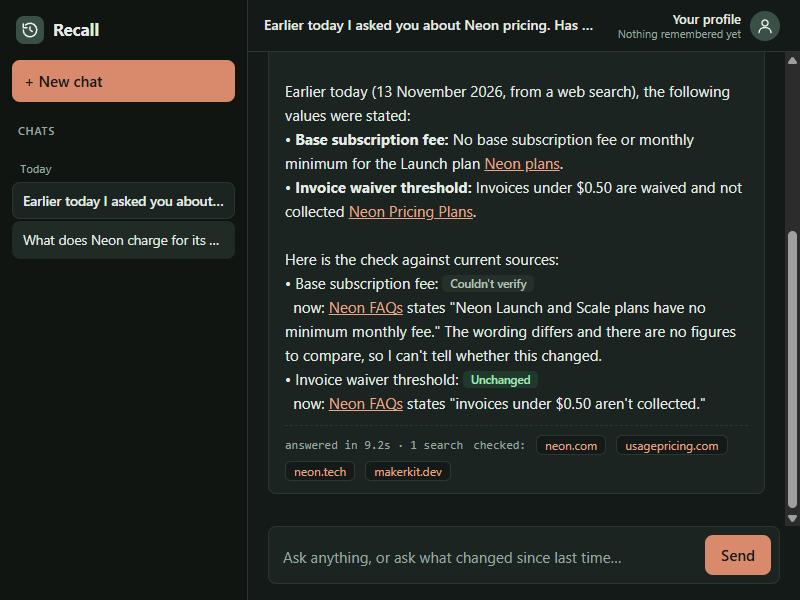 Recall
+ New chat
CHATS
Today
Earlier today I asked you about...
What does Neon charge for its ...
Earlier today I asked you about Neon pricing. Has ...
Your profile
Nothing remembered yet
Earlier today (13 November 2026, from a web search), the following
values were stated:
• Base subscription fee: No base subscription fee or monthly
minimum for the Launch plan Neon plans.
• Invoice waiver threshold: Invoices under $0.50 are waived and not
collected Neon Pricing Plans.
Here is the check against current sources:
• Base subscription fee: Couldn't verify
now: Neon FAQs states "Neon Launch and Scale plans have no
minimum monthly fee." The wording differs and there are no figures
to compare, so I can't tell whether this changed.
• Invoice waiver threshold: Unchanged
now: Neon FAQs states "invoices under $0.50 aren't collected."
answered in 9.2s · 1 search checked: neon.com usagepricing.com
neon.tech makerkit.dev
Ask anything, or ask what changed since last time...
Send